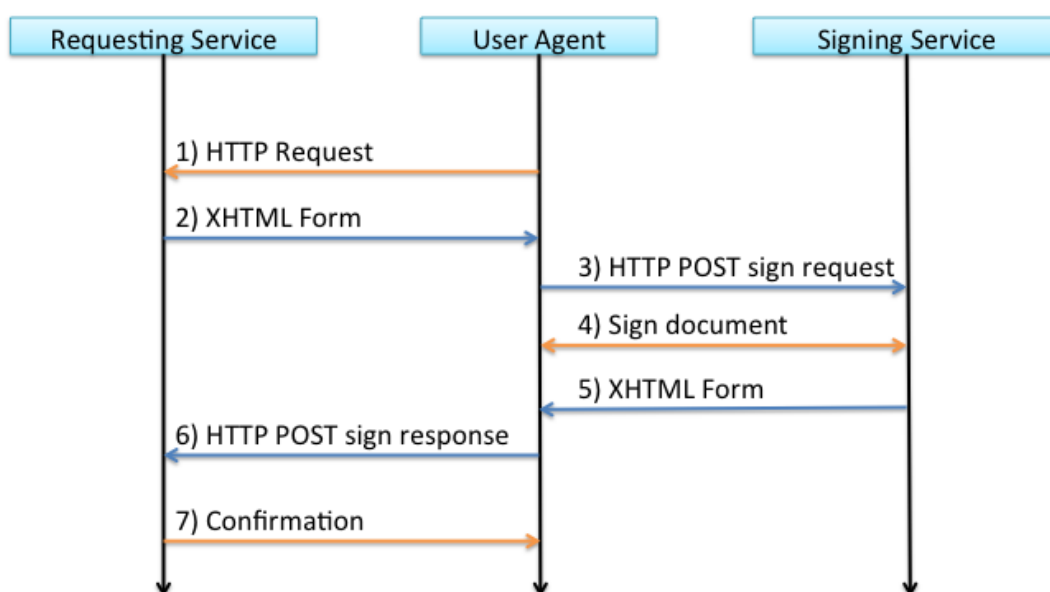 Requesting Service
User Agent
Signing Service
1) HTTP Request
2) XHTML Form
3) HTTP POST sign request
4) Sign document
5) XHTML Form
6) HTTP POST sign response
7) Confirmation